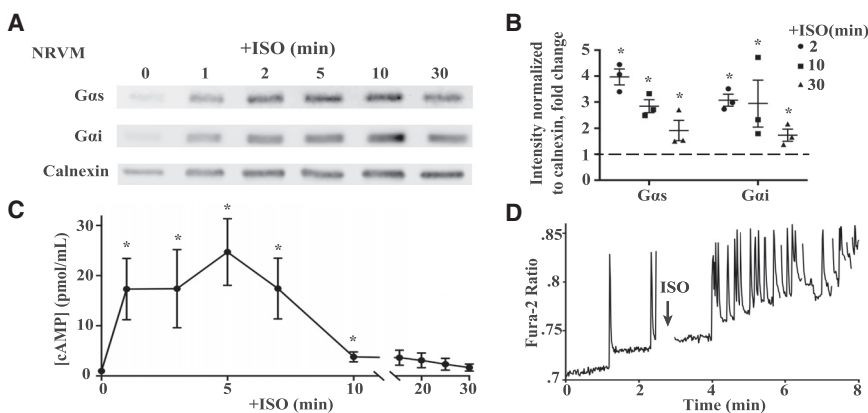 A
NRVM
+ISO (min)
0 1 2 5 10 30
Gαs
Gαi
Calnexin
B
+ISO(min)
2
10
30
Intensity normalized
to calnexin, fold change
5
4
3
2
1
0
* * * * * *
Gαs Gαi
C
[cAMP] (pmol/mL)
30
20
10
0
* * * * *
0 5 10 20 30
+ISO (min)
D
Fura-2 Ratio
.85
.8
.75
.7
ISO
0 2 4 6 8
Time (min)